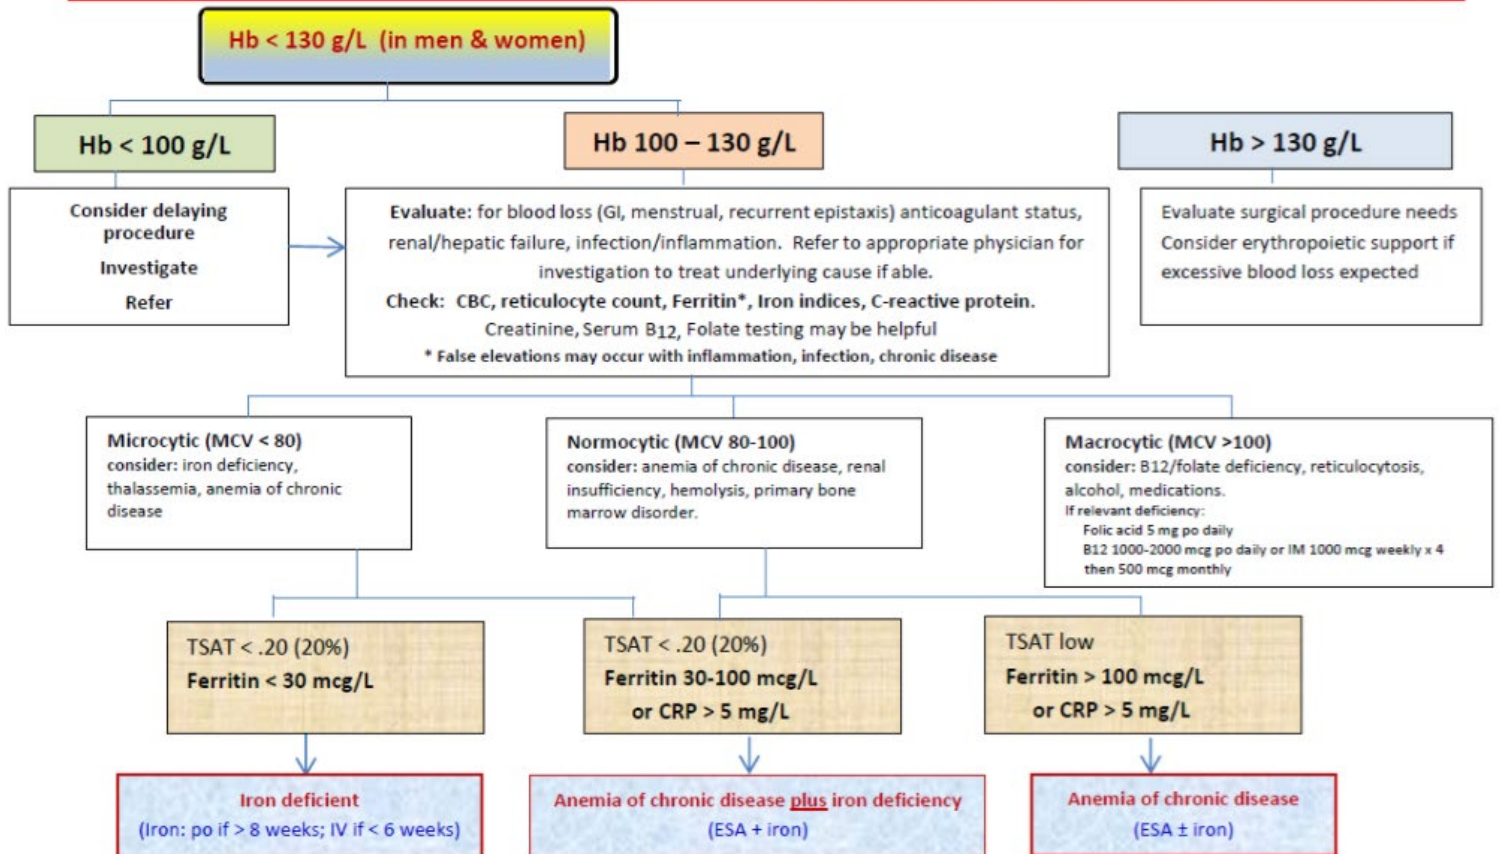 Hb < 130 g/L (in men & women)
Hb < 100 g/L
Hb 100 – 130 g/L
Hb > 130 g/L
Consider delaying
procedure
Investigate
Refer
Evaluate: for blood loss (GI, menstrual, recurrent epistaxis) anticoagulant status,
renal/hepatic failure, infection/inflammation. Refer to appropriate physician for
investigation to treat underlying cause if able.
Check: CBC, reticulocyte count, Ferritin*, Iron indices, C-reactive protein.
Creatinine, Serum B12, Folate testing may be helpful
* False elevations may occur with inflammation, infection, chronic disease
Evaluate surgical procedure needs
Consider erythropoietic support if
excessive blood loss expected
Microcytic (MCV < 80)
consider: iron deficiency,
thalassemia, anemia of chronic
disease
Normocytic (MCV 80-100)
consider: anemia of chronic disease, renal
insufficiency, hemolysis, primary bone
marrow disorder.
Macrocytic (MCV >100)
consider: B12/folate deficiency, reticulocytosis,
alcohol, medications.
If relevant deficiency:
Folic acid 5 mg po daily
B12 1000-2000 mcg po daily or IM 1000 mcg weekly x 4
then 500 mcg monthly
TSAT < .20 (20%)
Ferritin < 30 mcg/L
TSAT < .20 (20%)
Ferritin 30-100 mcg/L
or CRP > 5 mg/L
TSAT low
Ferritin > 100 mcg/L
or CRP > 5 mg/L
Iron deficient
(Iron: po if > 8 weeks; IV if < 6 weeks)
Anemia of chronic disease plus iron deficiency
(ESA + iron)
Anemia of chronic disease
(ESA ± iron)